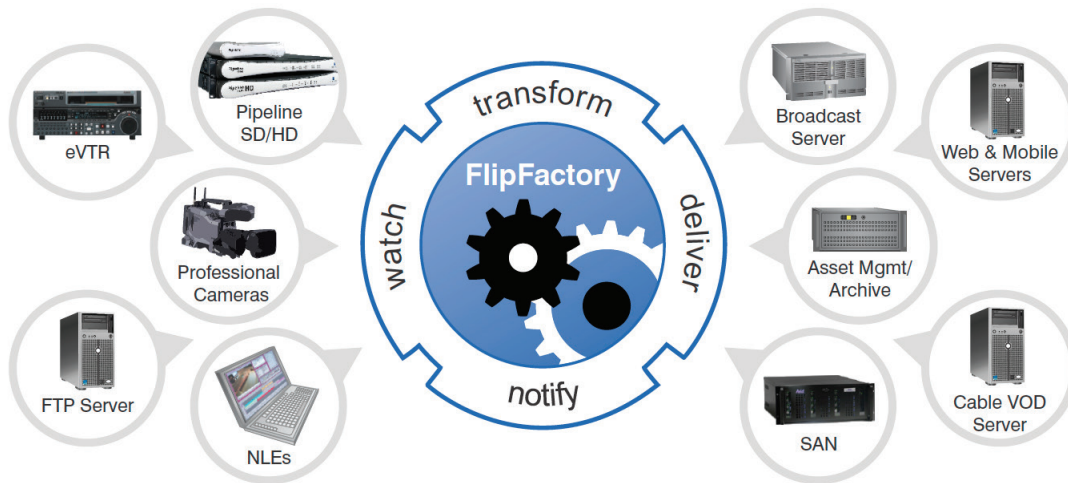 eVTR
Pipeline
SD/HD
Professional
Cameras
FTP Server
NLEs
transform
FlipFactory
watch
deliver
notify
Broadcast
Server
Web & Mobile
Servers
Asset Mgmt/
Archive
SAN
Cable VOD
Server